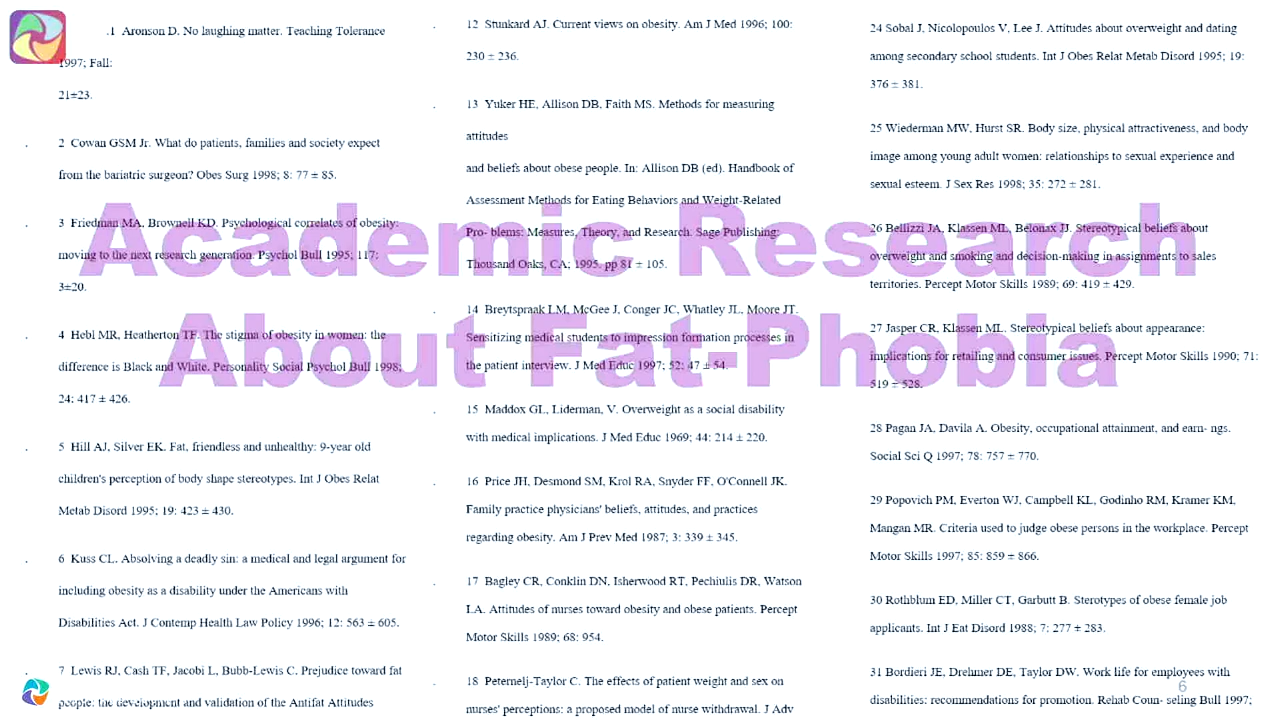 .1 Aronson D. No laughing matter. Teaching Tolerance
1997; Fall:
21±23.
. 2 Cowan GSM Jr. What do patients, families and society expect
from the bariatric surgeon? Obes Surg 1998; 8: 77 ± 85.
. 3 Friedman MA, Brownell KD. Psychological correlates of obesity:
moving to the next research generation. Psychol Bull 1995; 117:
3±20.
. 4 Hebl MR, Heatherton TF. The stigma of obesity in women: the
difference is Black and White. Personality Social Psychol Bull 1998;
24: 417 ± 426.
. 5 Hill AJ, Silver EK. Fat, friendless and unhealthy: 9-year old
children's perception of body shape stereotypes. Int J Obes Relat
Metab Disord 1995; 19: 423 ± 430.
. 6 Kuss CL. Absolving a deadly sin: a medical and legal argument for
including obesity as a disability under the Americans with
Disabilities Act. J Contemp Health Law Policy 1996; 12: 563 ± 605.
. 7 Lewis RJ, Cash TF, Jacobi L, Bubb-Lewis C. Prejudice toward fat
people: the development and validation of the Antifat Attitudes
. 12 Stunkard AJ. Current views on obesity. Am J Med 1996; 100:
230 ± 236.
. 13 Yuker HE, Allison DB, Faith MS. Methods for measuring
attitudes
and beliefs about obese people. In: Allison DB (ed). Handbook of
Assessment Methods for Eating Behaviors and Weight-Related
Pro- blems: Measures, Theory, and Research. Sage Publishing:
Thousand Oaks, CA; 1995. pp 81 ± 105.
. 14 Breytspraak LM, McGee J, Conger JC, Whatley JL, Moore JT.
Sensitizing medical students to impression formation processes in
the patient interview. J Med Educ 1997; 52: 47 ± 54.
. 15 Maddox GL, Liderman, V. Overweight as a social disability
with medical implications. J Med Educ 1969; 44: 214 ± 220.
. 16 Price JH, Desmond SM, Krol RA, Snyder FF, O'Connell JK.
Family practice physicians' beliefs, attitudes, and practices
regarding obesity. Am J Prev Med 1987; 3: 339 ± 345.
. 17 Bagley CR, Conklin DN, Isherwood RT, Pechiulis DR, Watson
LA. Attitudes of nurses toward obesity and obese patients. Percept
Motor Skills 1989; 68: 954.
. 18 Peternelj-Taylor C. The effects of patient weight and sex on
nurses' perceptions: a proposed model of nurse withdrawal. J Adv
24 Sobal J, Nicolopoulos V, Lee J. Attitudes about overweight and dating
among secondary school students. Int J Obes Relat Metab Disord 1995; 19:
376 ± 381.
25 Wiederman MW, Hurst SR. Body size, physical attractiveness, and body
image among young adult women: relationships to sexual experience and
sexual esteem. J Sex Res 1998; 35: 272 ± 281.
26 Bellizzi JA, Klassen ML, Belonax JJ. Stereotypical beliefs about
overweight and smoking and decision-making in assignments to sales
territories. Percept Motor Skills 1989; 69: 419 ± 429.
27 Jasper CR, Klassen ML. Stereotypical beliefs about appearance:
implications for retailing and consumer issues. Percept Motor Skills 1990; 71:
519 ± 528.
28 Pagan JA, Davila A. Obesity, occupational attainment, and earn- ngs.
Social Sci Q 1997; 78: 757 ± 770.
29 Popovich PM, Everton WJ, Campbell KL, Godinho RM, Kramer KM,
Mangan MR. Criteria used to judge obese persons in the workplace. Percept
Motor Skills 1997; 85: 859 ± 866.
30 Rothblum ED, Miller CT, Garbutt B. Sterotypes of obese female job
applicants. Int J Eat Disord 1988; 7: 277 ± 283.
31 Bordieri JE, Drehmer DE, Taylor DW. Work life for employees with
disabilities: recommendations for promotion. Rehab Coun- seling Bull 1997;
Academic Research
About Fat-Phobia
6